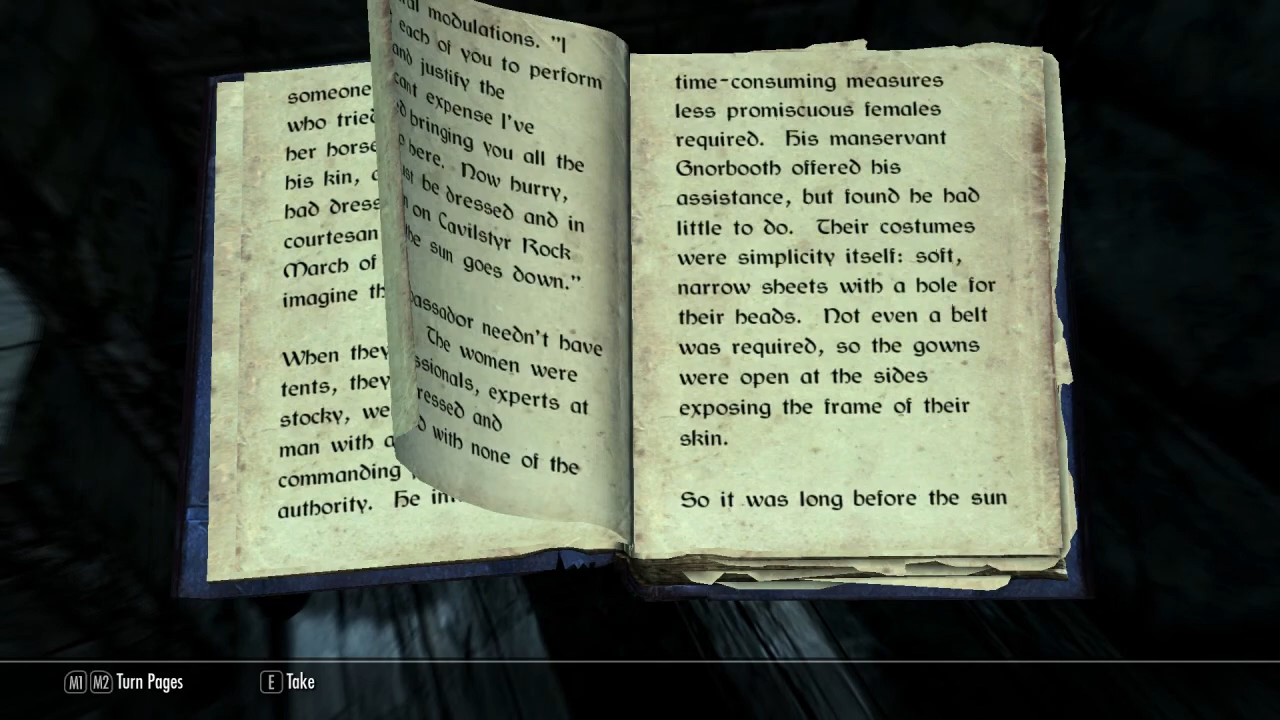 someone
who tried
her horse
his kin,
had dress
courtesan
March of
imagine th
When they
tents, they
stocky, we
man with a
commanding
authority. He im
al modulations. "I
each of you to perform
and justify the
cant expense I've
d bringing you all the
here. Now hurry,
st be dressed and in
n on Cavilstyr Rock
the sun goes down."
bassador needn't have
The women were
ssionals, experts at
ressed and
d with none of the
time-consuming measures
less promiscuous females
required. His manservant
Gnorbooth offered his
assistance, but found he had
little to do. Their costumes
were simplicity itself: soft,
narrow sheets with a hole for
their heads. Not even a belt
was required, so the gowns
were open at the sides
exposing the frame of their
skin.
So it was long before the sun
M1 M2 Turn Pages
E Take